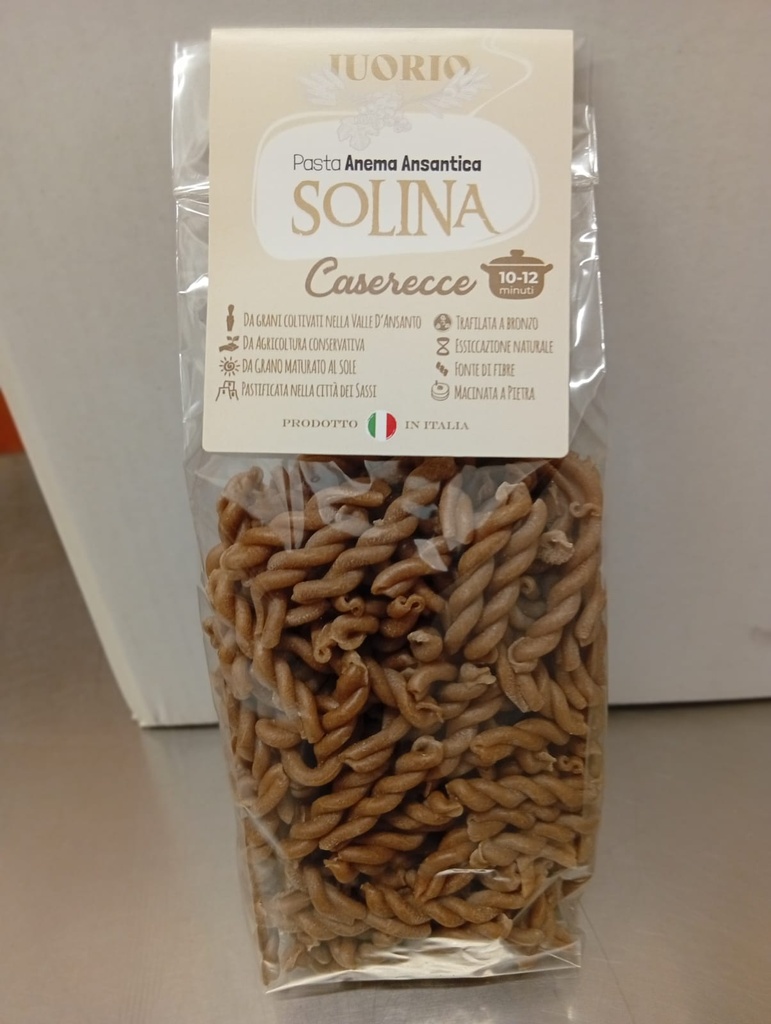 IUORIO
Pasta Anema Ansantica
SOLINA
Caserecce
10-12
minuti
DA GRANI COLTIVATI NELLA VALLE D'ANSANTO
DA AGRICOLTURA CONSERVATIVA
DA GRANO MATURATO AL SOLE
PASTIFICATA NELLA CITTÀ DEI SASSI
TRAFILATA A BRONZO
ESSICCAZIONE NATURALE
FONTE DI FIBRE
MACINATA A PIETRA
PRODOTTO IN ITALIA